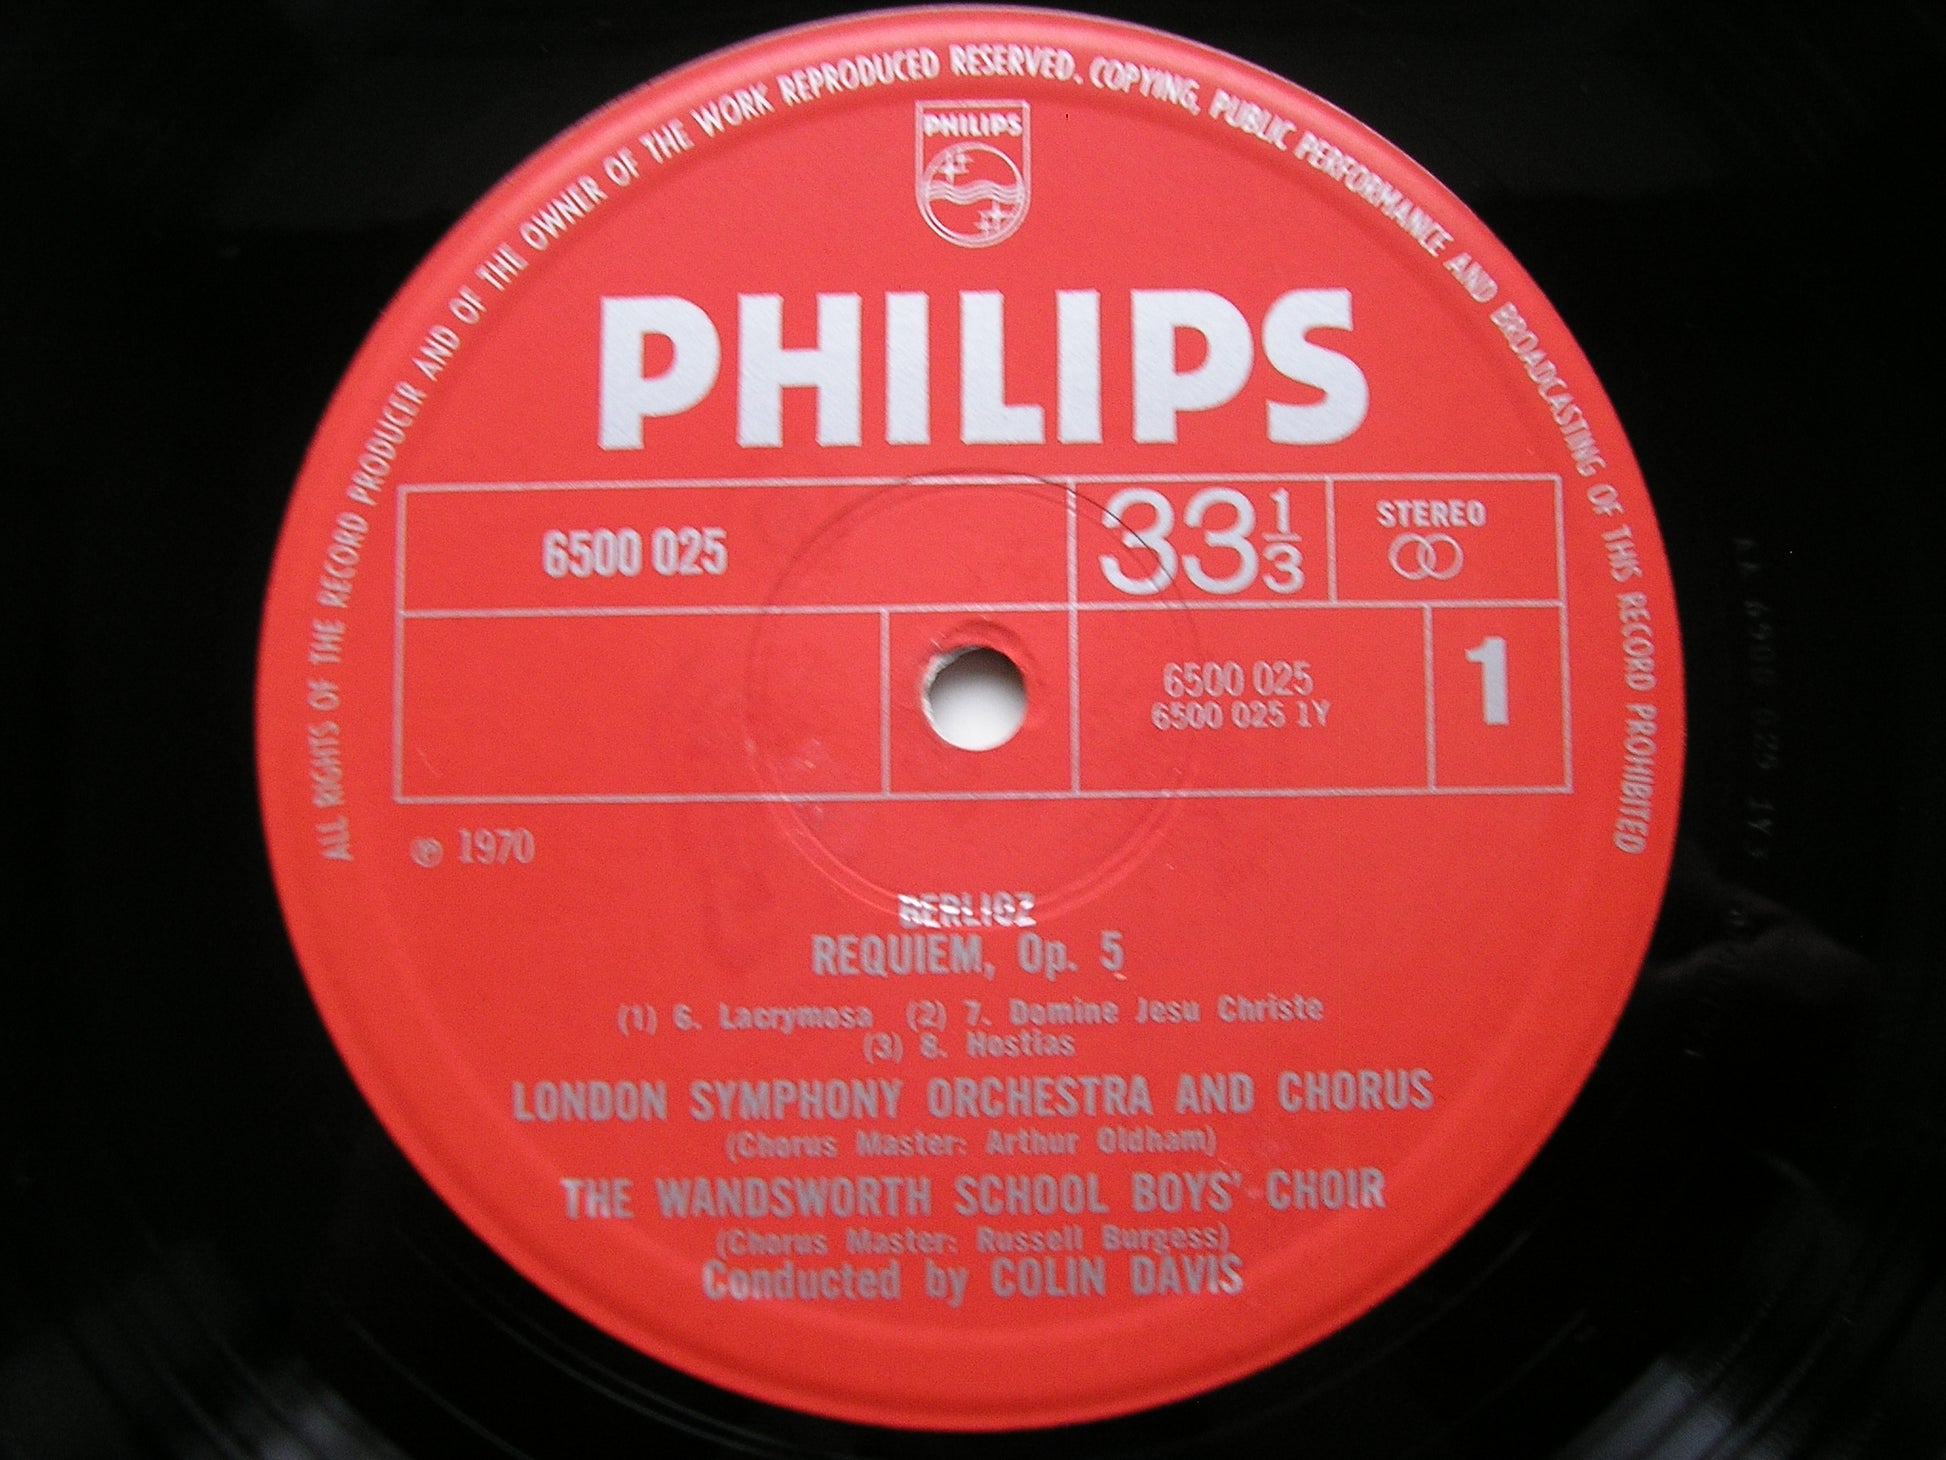 ALL RIGHTS OF THE RECORD PRODUCER AND OF THE OWNER OF THE WORK REPRODUCED RESERVED. COPYING, PUBLIC PERFORMANCE AND BROADCASTING OF THIS RECORD PROHIBITED
PHILIPS
PHILIPS
6500 025
33 1/3
STEREO
6500 025
6500 025 1Y
1
℗ 1970
BERLIOZ
REQUIEM, Op. 5
(1) 6. Lacrymosa (2) 7. Domine Jesu Christe
(3) 8. Hostias
LONDON SYMPHONY ORCHESTRA AND CHORUS
(Chorus Master: Arthur Oldham)
THE WANDSWORTH SCHOOL BOYS' CHOIR
(Chorus Master: Russell Burgess)
Conducted by COLIN DAVIS